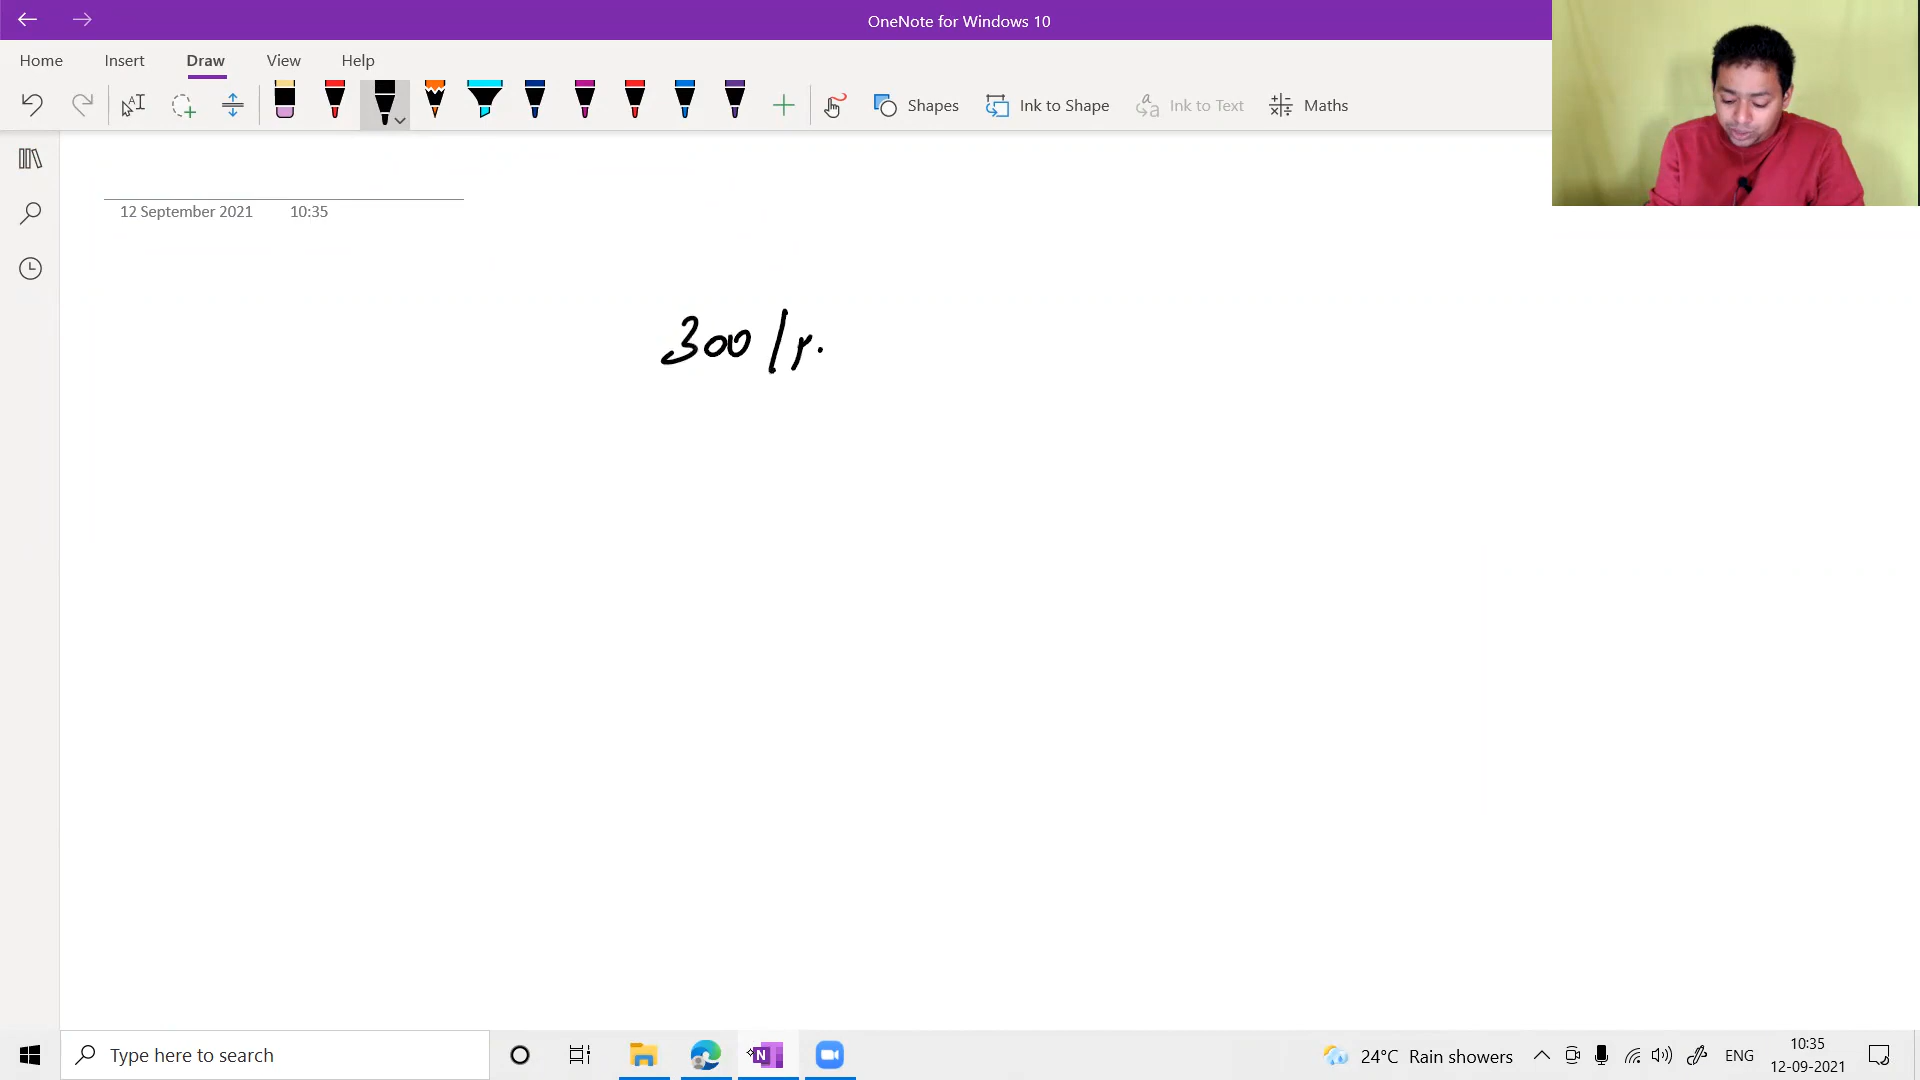 OneNote for Windows 10
Home Insert Draw View Help
Shapes Ink to Shape Ink to Text Maths
12 September 2021 10:35
300 /
Type here to search
24°C Rain showers ENG 10:35
12-09-2021